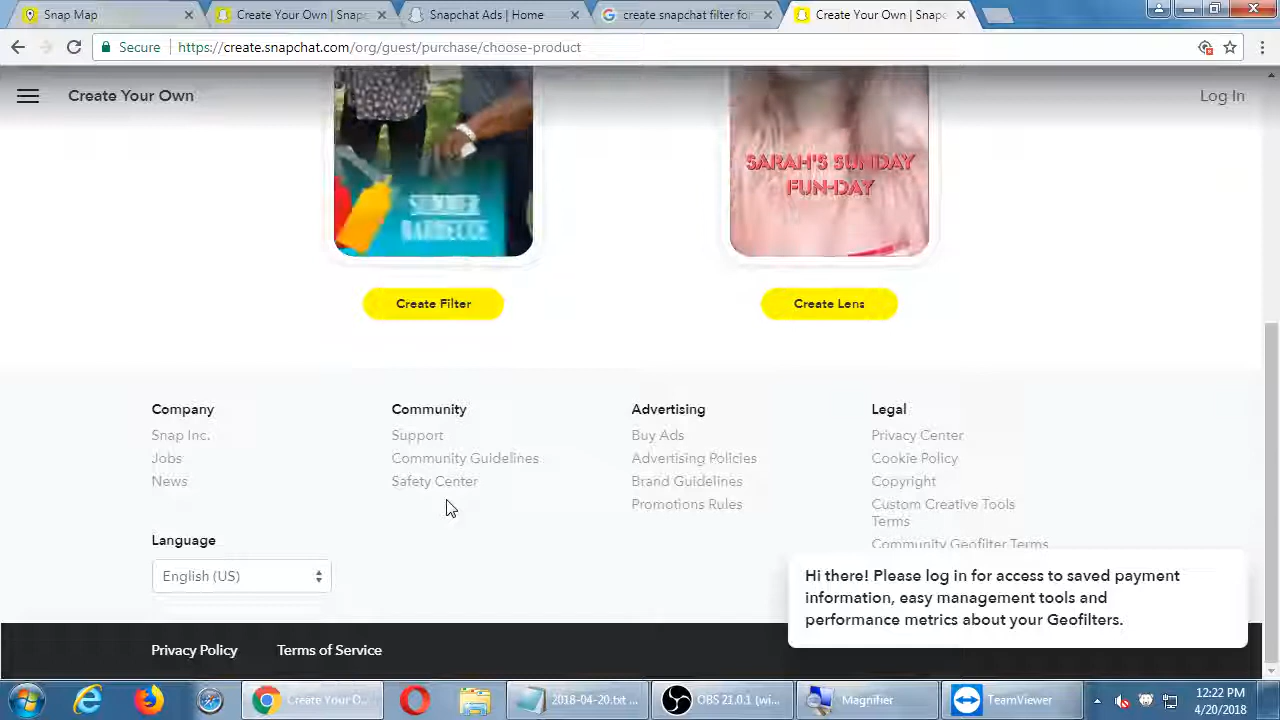 Snap Map
Create Your Own | Snaps
Snapchat Ads | Home
create snapchat filter for
Create Your Own | Snaps
Secure
https://create.snapchat.com/org/guest/purchase/choose-product
Create Your Own
Log In
SUMMER
BARBECUE
SARAH'S SUNDAY
FUN-DAY
Create Filter
Create Lens
Company
Community
Advertising
Legal
Snap Inc.
Support
Buy Ads
Privacy Center
Jobs
Community Guidelines
Advertising Policies
Cookie Policy
News
Safety Center
Brand Guidelines
Copyright
Promotions Rules
Custom Creative Tools
Terms
Community Geofilter Terms
Language
English (US)
Hi there! Please log in for access to saved payment
information, easy management tools and
performance metrics about your Geofilters.
Privacy Policy
Terms of Service
Create Your O...
2018-04-20.txt ...
OBS 21.0.1 (wi...
Magnifier
TeamViewer
12:22 PM
4/20/2018